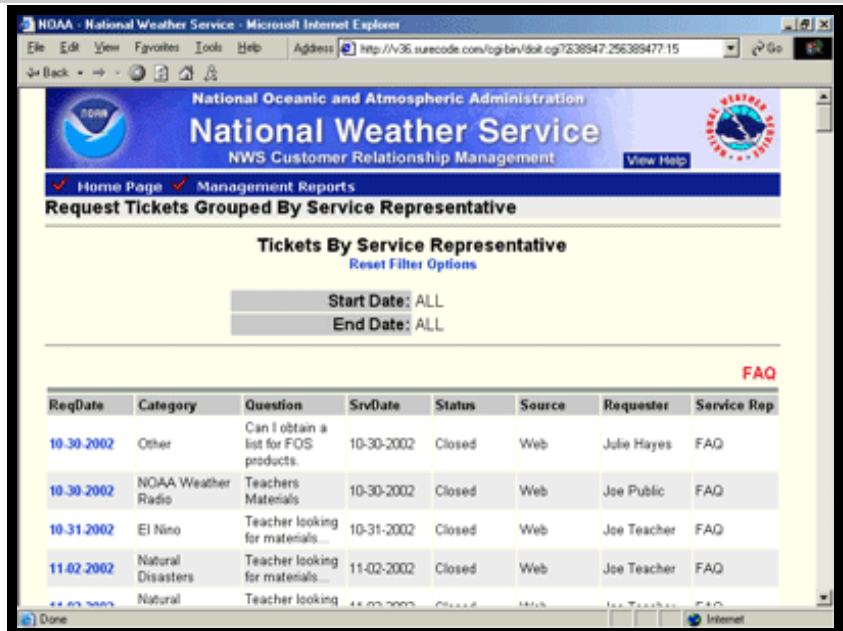 NOAA - National Weather Service - Microsoft Internet Explorer
File Edit View Favorites Tools Help Address http://v36.surecode.com/cgi-bin/doit.cgi?2538947.256389477:15 Go
Back
National Oceanic and Atmospheric Administration
NOAA
National Weather Service
NWS Customer Relationship Management View Help
Home Page Management Reports
Request Tickets Grouped By Service Representative
Tickets By Service Representative
Reset Filter Options
Start Date: ALL
End Date: ALL
FAQ
ReqDate Category Question SrvDate Status Source Requester Service Rep
10-30-2002 Other Can I obtain a list for FOS products. 10-30-2002 Closed Web Julie Hayes FAQ
10-30-2002 NOAA Weather Radio Teachers Materials 10-30-2002 Closed Web Joe Public FAQ
10-31-2002 El Nino Teacher looking for materials... 10-31-2002 Closed Web Joe Teacher FAQ
11-02-2002 Natural Disasters Teacher looking for materials... 11-02-2002 Closed Web Joe Teacher FAQ
Natural Teacher looking
Done Internet